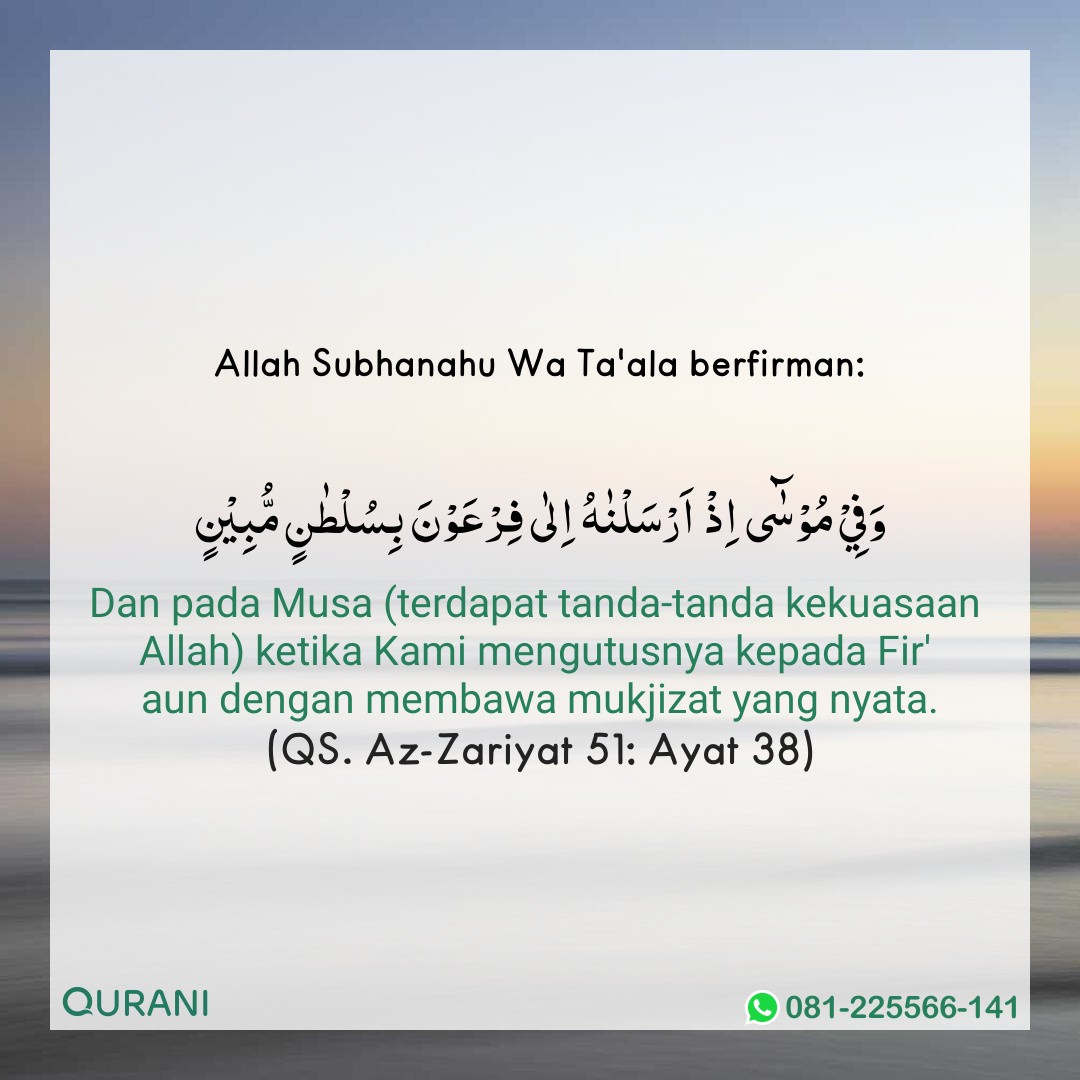 Allah Subhanahu Wa Ta'ala berfirman:
وَفِيْ مُوْسٰٓى اِذْ اَرْسَلْنٰهُ اِلٰى فِرْعَوْنَ بِسُلْطٰنٍ مُّبِيْنٍ
Dan pada Musa (terdapat tanda-tanda kekuasaan
Allah) ketika Kami mengutusnya kepada Fir'
aun dengan membawa mukjizat yang nyata.
(QS. Az-Zariyat 51: Ayat 38)
QURANI
081-225566-141